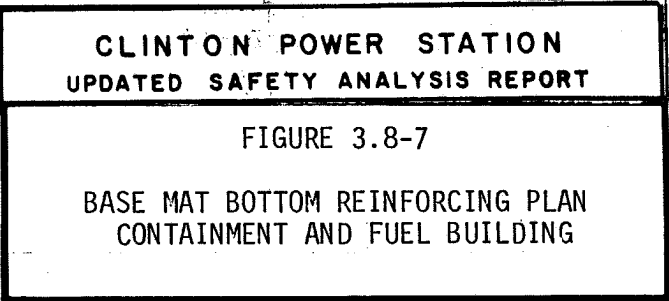 CLINTON POWER STATION
UPDATED SAFETY ANALYSIS REPORT
FIGURE 3.8-7
BASE MAT BOTTOM REINFORCING PLAN
CONTAINMENT AND FUEL BUILDING